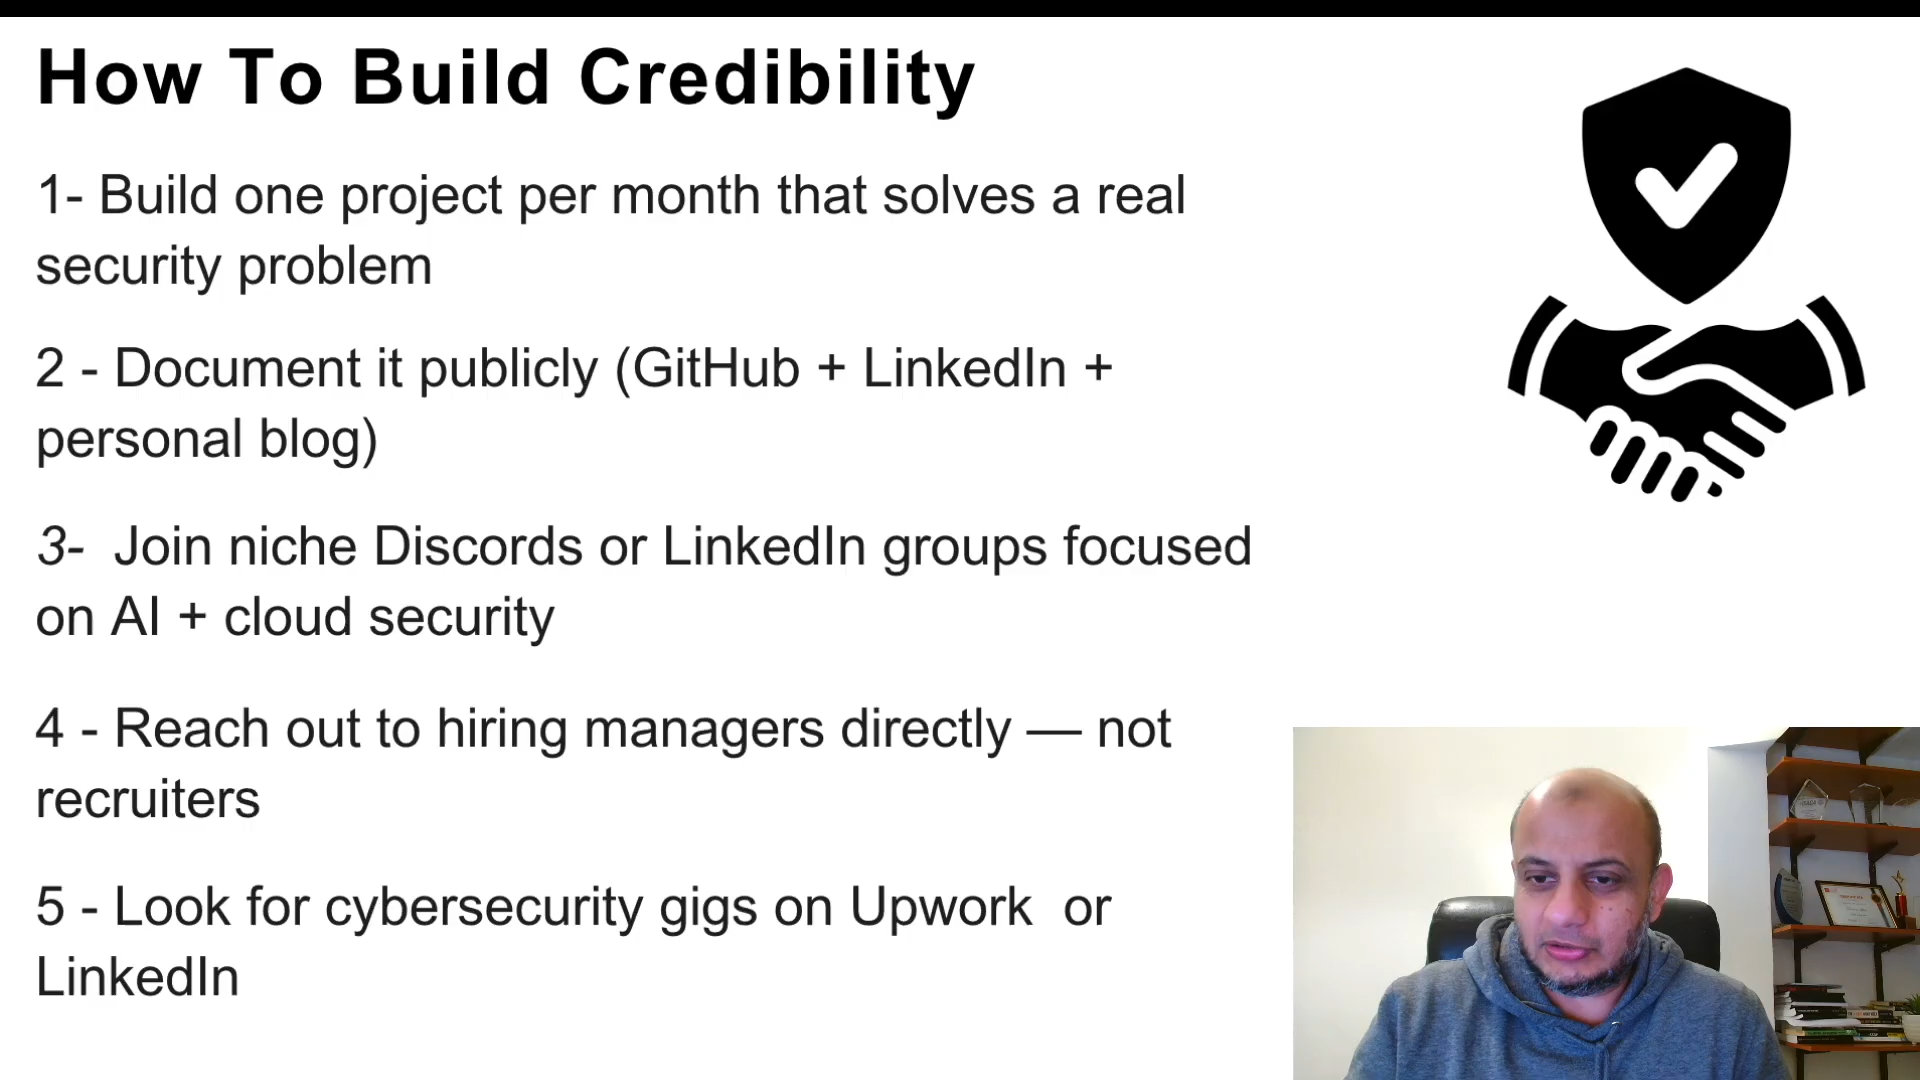 How To Build Credibility
1- Build one project per month that solves a real
security problem
2 - Document it publicly (GitHub + LinkedIn +
personal blog)
3-  Join niche Discords or LinkedIn groups focused
on AI + cloud security
4 - Reach out to hiring managers directly — not
recruiters
5 - Look for cybersecurity gigs on Upwork  or
LinkedIn